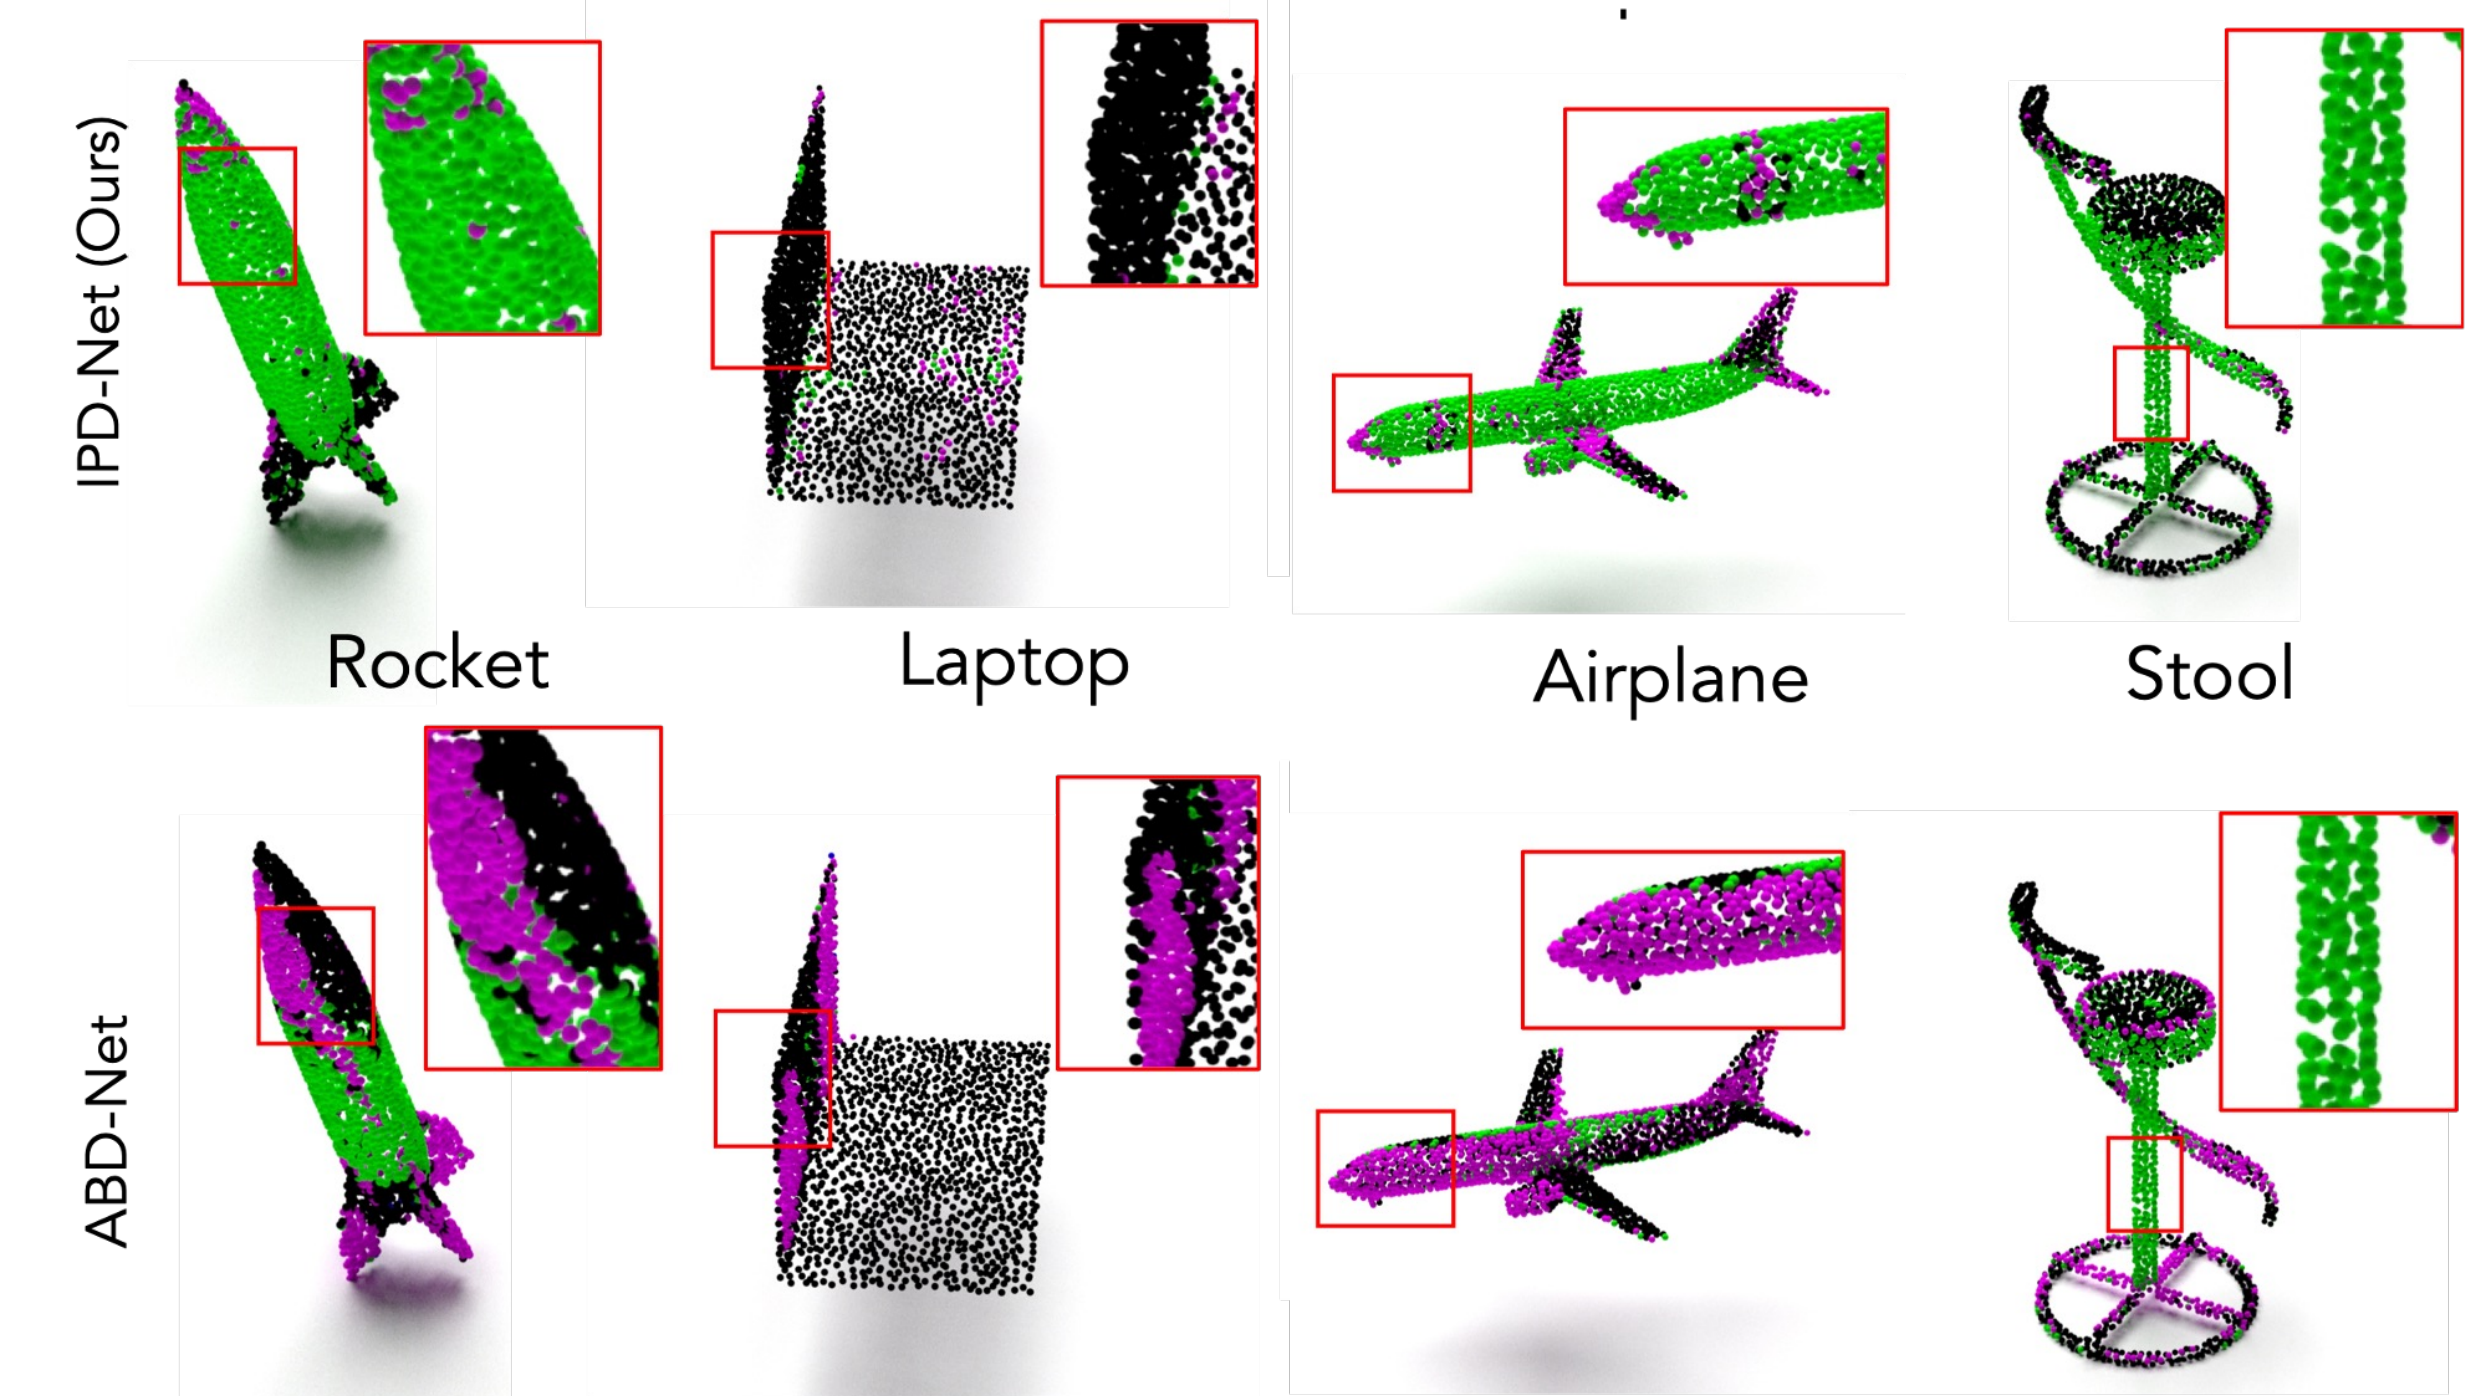 IPD-Net (Ours)
Rocket
Laptop
Airplane
Stool
ABD-Net